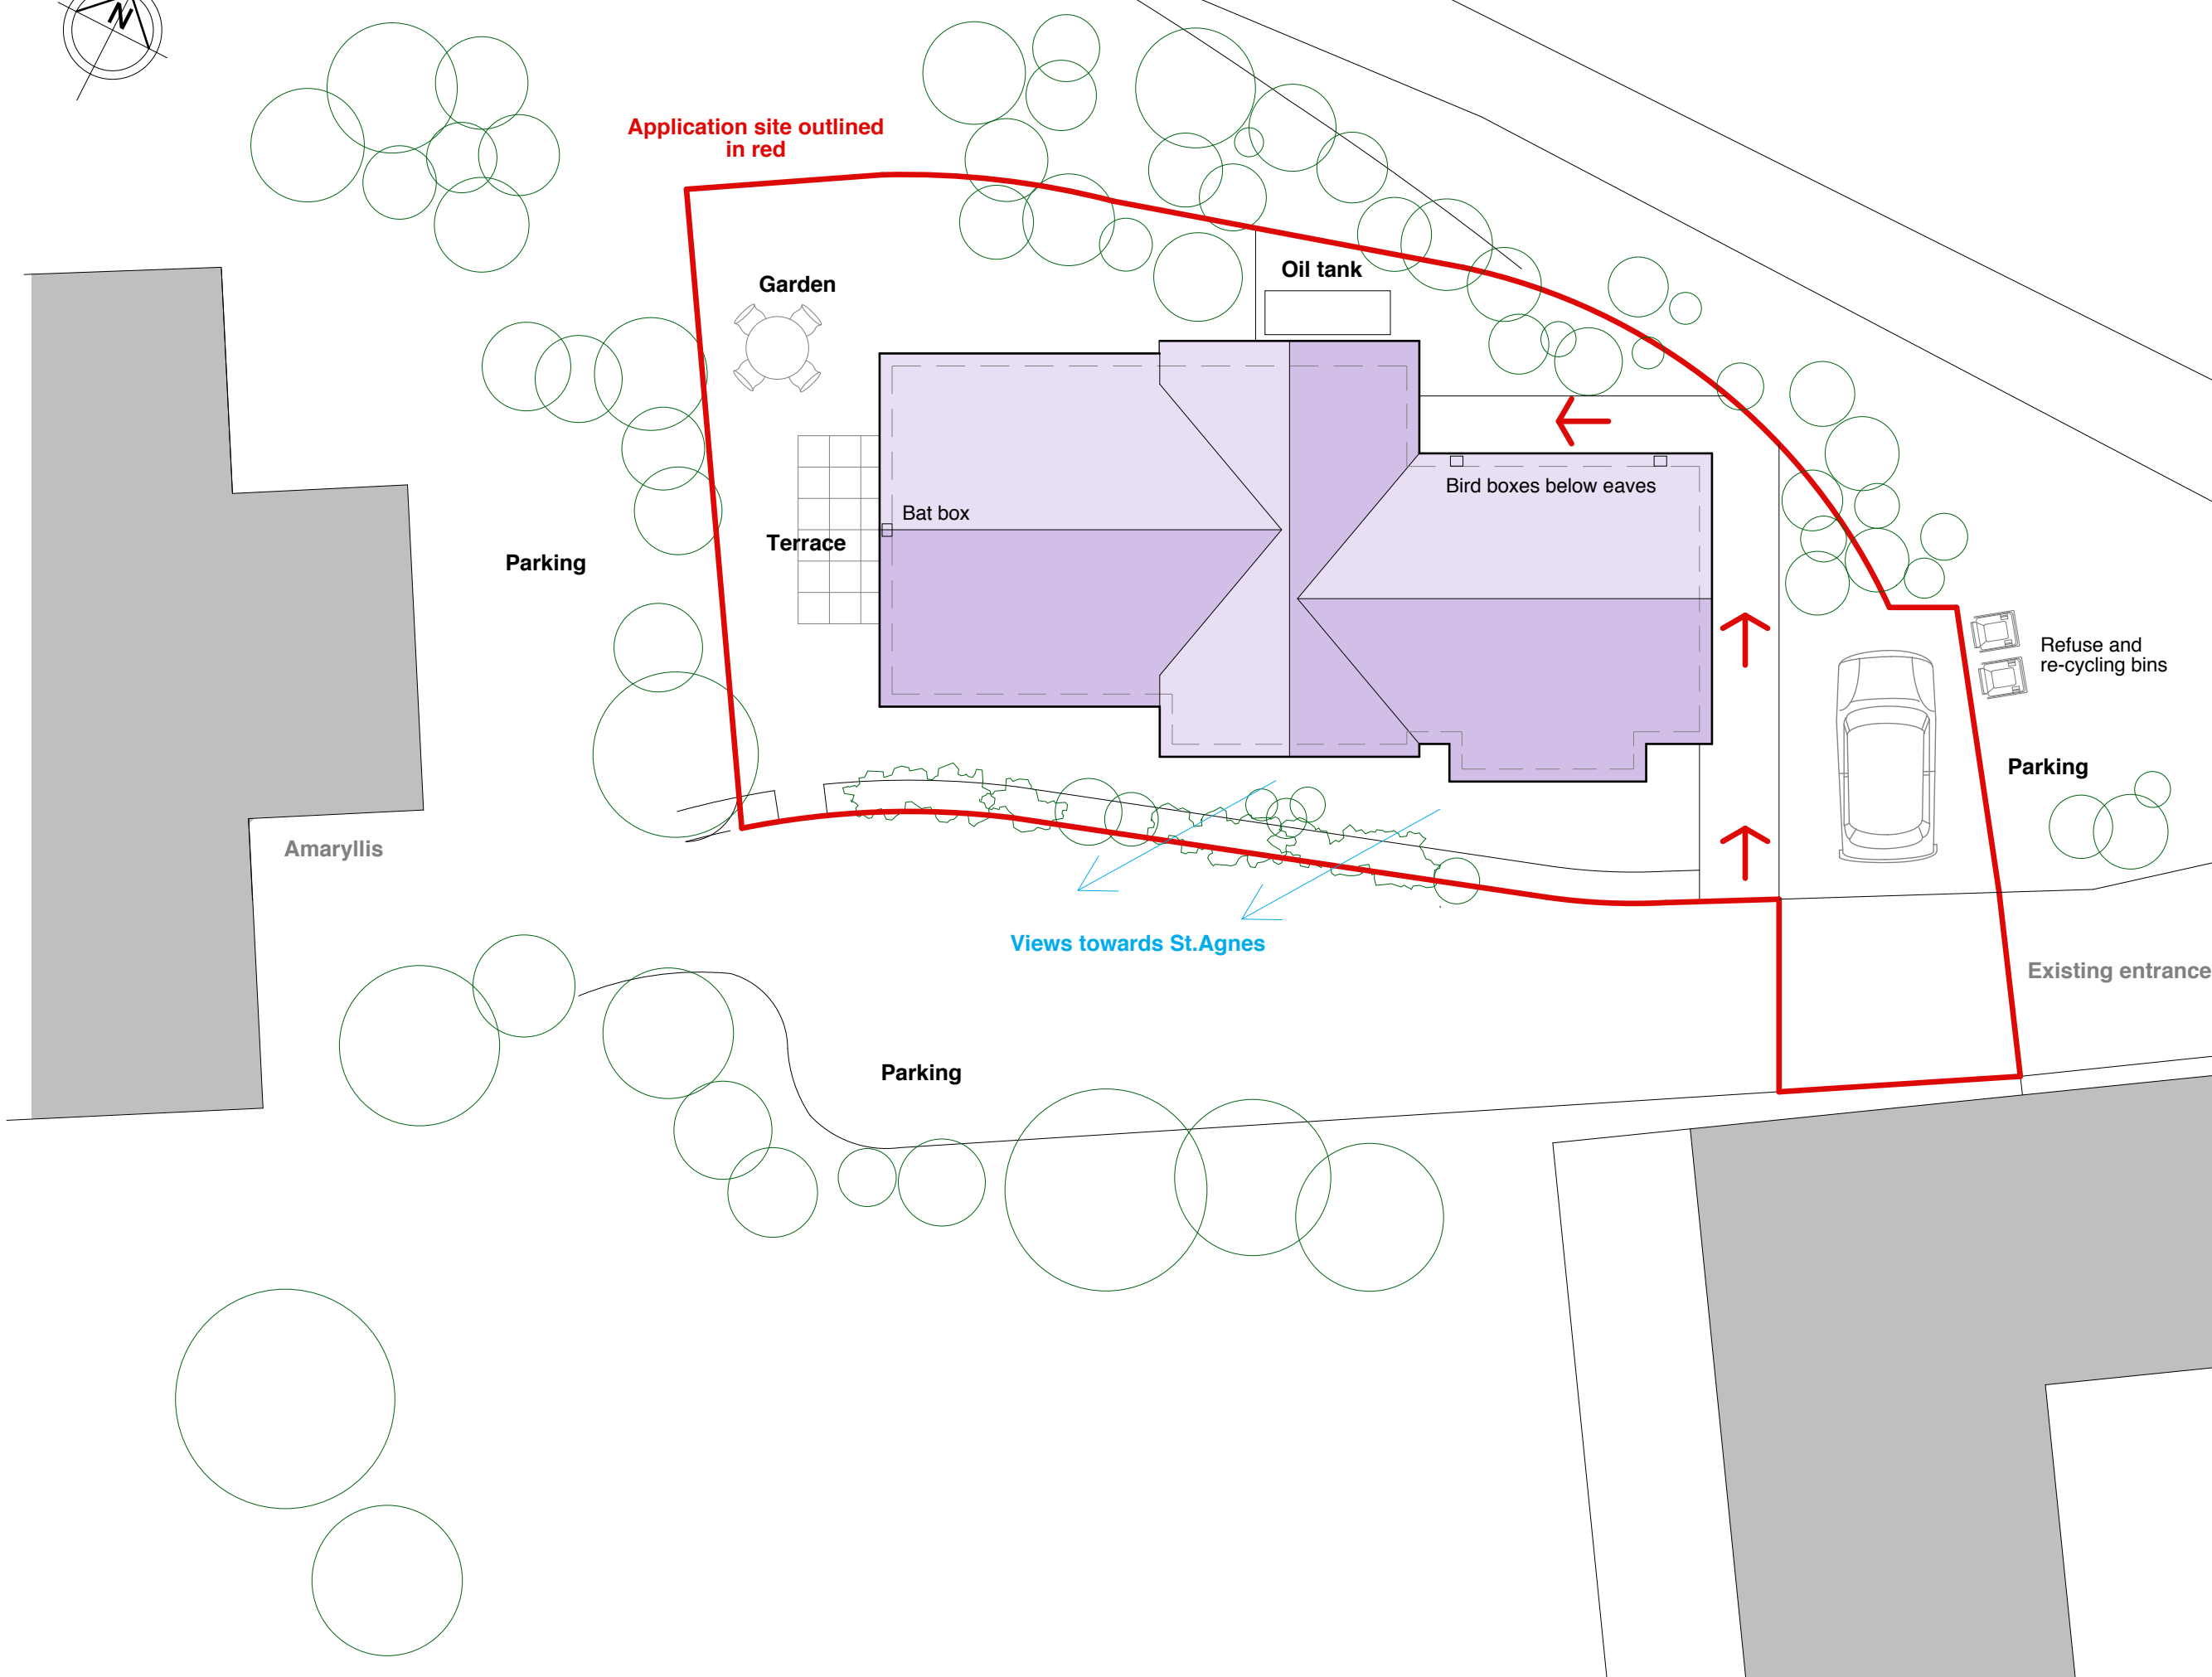 N
Application site outlined
in red
Oil tank
Garden
Bird boxes below eaves
Bat box
Terrace
Parking
Refuse and
re-cycling bins
Parking
Amaryllis
Views towards St.Agnes
Existing entrance
Parking